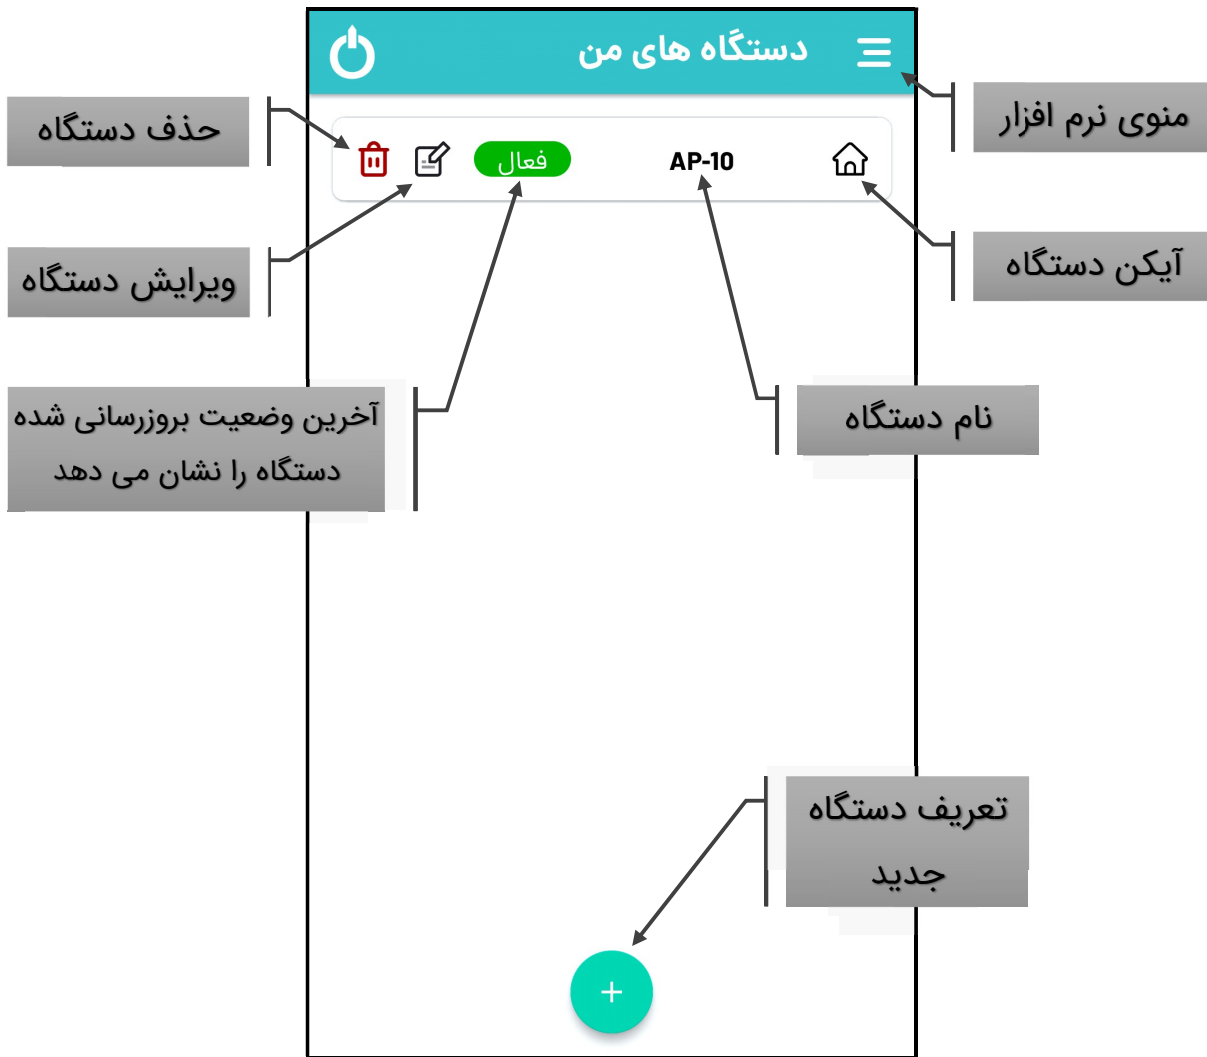 دستگاه های من
منوی نرم افزار
حذف دستگاه
AP-10
فعال
آیکن دستگاه
ویرایش دستگاه
نام دستگاه
آخرین وضعیت بروزرسانی شده
دستگاه را نشان می دهد
تعریف دستگاه
جدید
+